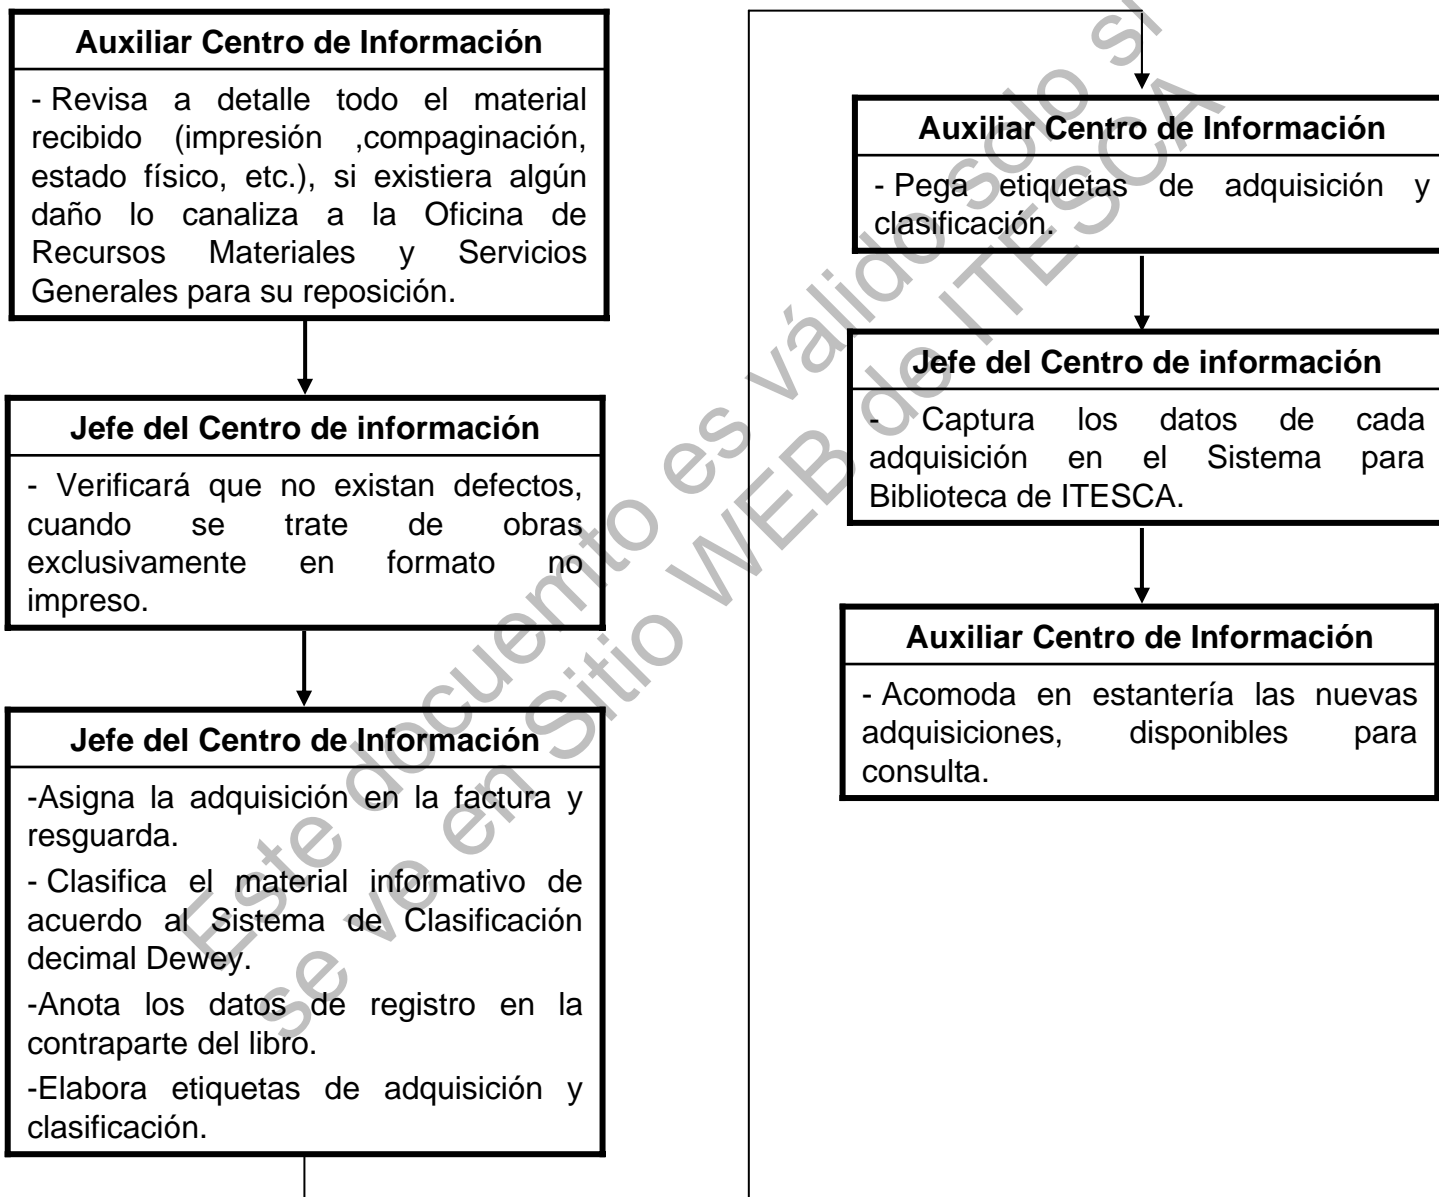 Auxiliar Centro de Información
- Revisa a detalle todo el material
recibido (impresión ,compaginación,
estado físico, etc.), si existiera algún
daño lo canaliza a la Oficina de
Recursos Materiales y Servicios
Generales para su reposición.
Jefe del Centro de información
- Verificará que no existan defectos,
cuando se trate de obras
exclusivamente en formato no
impreso.
Jefe del Centro de Información
-Asigna la adquisición en la factura y
resguarda.
- Clasifica el material informativo de
acuerdo al Sistema de Clasificación
decimal Dewey.
-Anota los datos de registro en la
contraparte del libro.
-Elabora etiquetas de adquisición y
clasificación.
Auxiliar Centro de Información
- Pega etiquetas de adquisición y
clasificación.
Jefe del Centro de información
- Captura los datos de cada
adquisición en el Sistema para
Biblioteca de ITESCA.
Auxiliar Centro de Información
- Acomoda en estantería las nuevas
adquisiciones, disponibles para
consulta.
Este documento es válido solo si
se ve en Sitio WEB de ITESCA